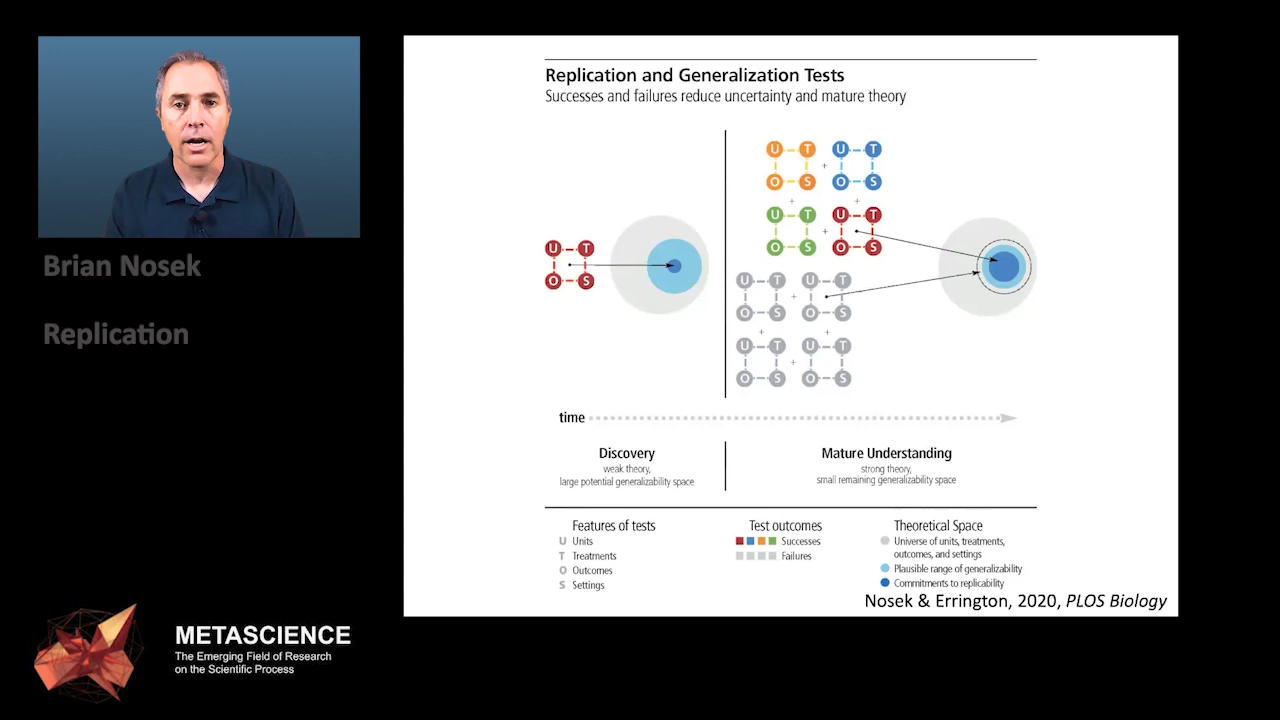 Brian Nosek
Replication
METASCIENCE
The Emerging Field of Research
on the Scientific Process
Replication and Generalization Tests
Successes and failures reduce uncertainty and mature theory
U T
O S
U T U T
O S O S
U T U T
O S O S
U T U T
O S O S
U T U T
O S O S
time
Discovery
weak theory,
large potential generalizability space
Mature Understanding
strong theory,
small remaining generalizability space
Features of tests
U Units
T Treatments
O Outcomes
S Settings
Test outcomes
Successes
Failures
Theoretical Space
Universe of units, treatments,
outcomes, and settings
Plausible range of generalizability
Commitments to replicability
Nosek & Errington, 2020, PLOS Biology